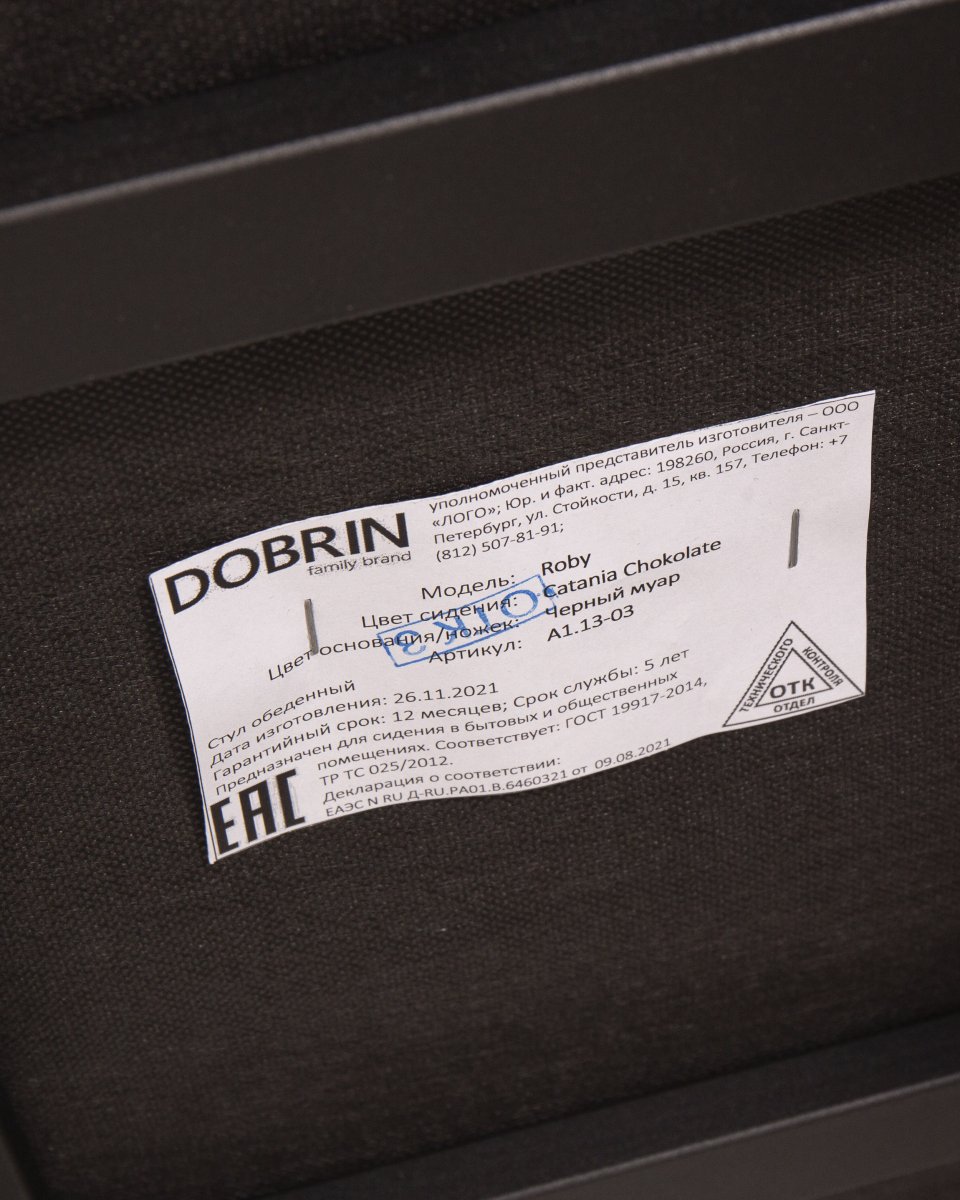 DOBRIN
family brand
уполномоченный представитель изготовителя – ООО
«ЛОГО»; Юр. и факт. адрес: 198260, Россия, г. Санкт-
Петербург, ул. Стойкости, д. 15, кв. 157, Телефон: +7
(812) 507-81-91;
Модель: Roby
Цвет сидения: Catania Chokolate
Цвет основания/ножек: Черный муар
Артикул: A1.13-03
ОТК 3
Стул обеденный
Дата изготовления: 26.11.2021
Гарантийный срок: 12 месяцев; Срок службы: 5 лет
Предназначен для сидения в бытовых и общественных
помещениях. Соответствует: ГОСТ 19917-2014,
ТР ТС 025/2012.
Декларация о соответствии:
ЕАЭС N RU Д-RU.РА01.В.6460321 от 09.08.2021
EAC
ТЕХНИЧЕСКОГО
КОНТРОЛЯ
ОТК
ОТДЕЛ